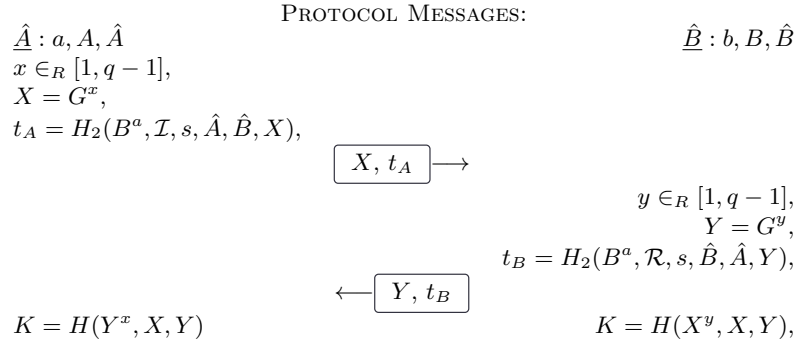 PROTOCOL MESSAGES:
Â : a, A, Â B̂ : b, B, B̂
x ∈_R [1, q − 1],
X = G^x,
t_A = H_2(B^a, ℐ, s, Â, B̂, X),
X, t_A ⟶
y ∈_R [1, q − 1],
Y = G^y,
t_B = H_2(B^a, ℛ, s, B̂, Â, Y),
⟵ Y, t_B
K = H(Y^x, X, Y) K = H(X^y, X, Y),